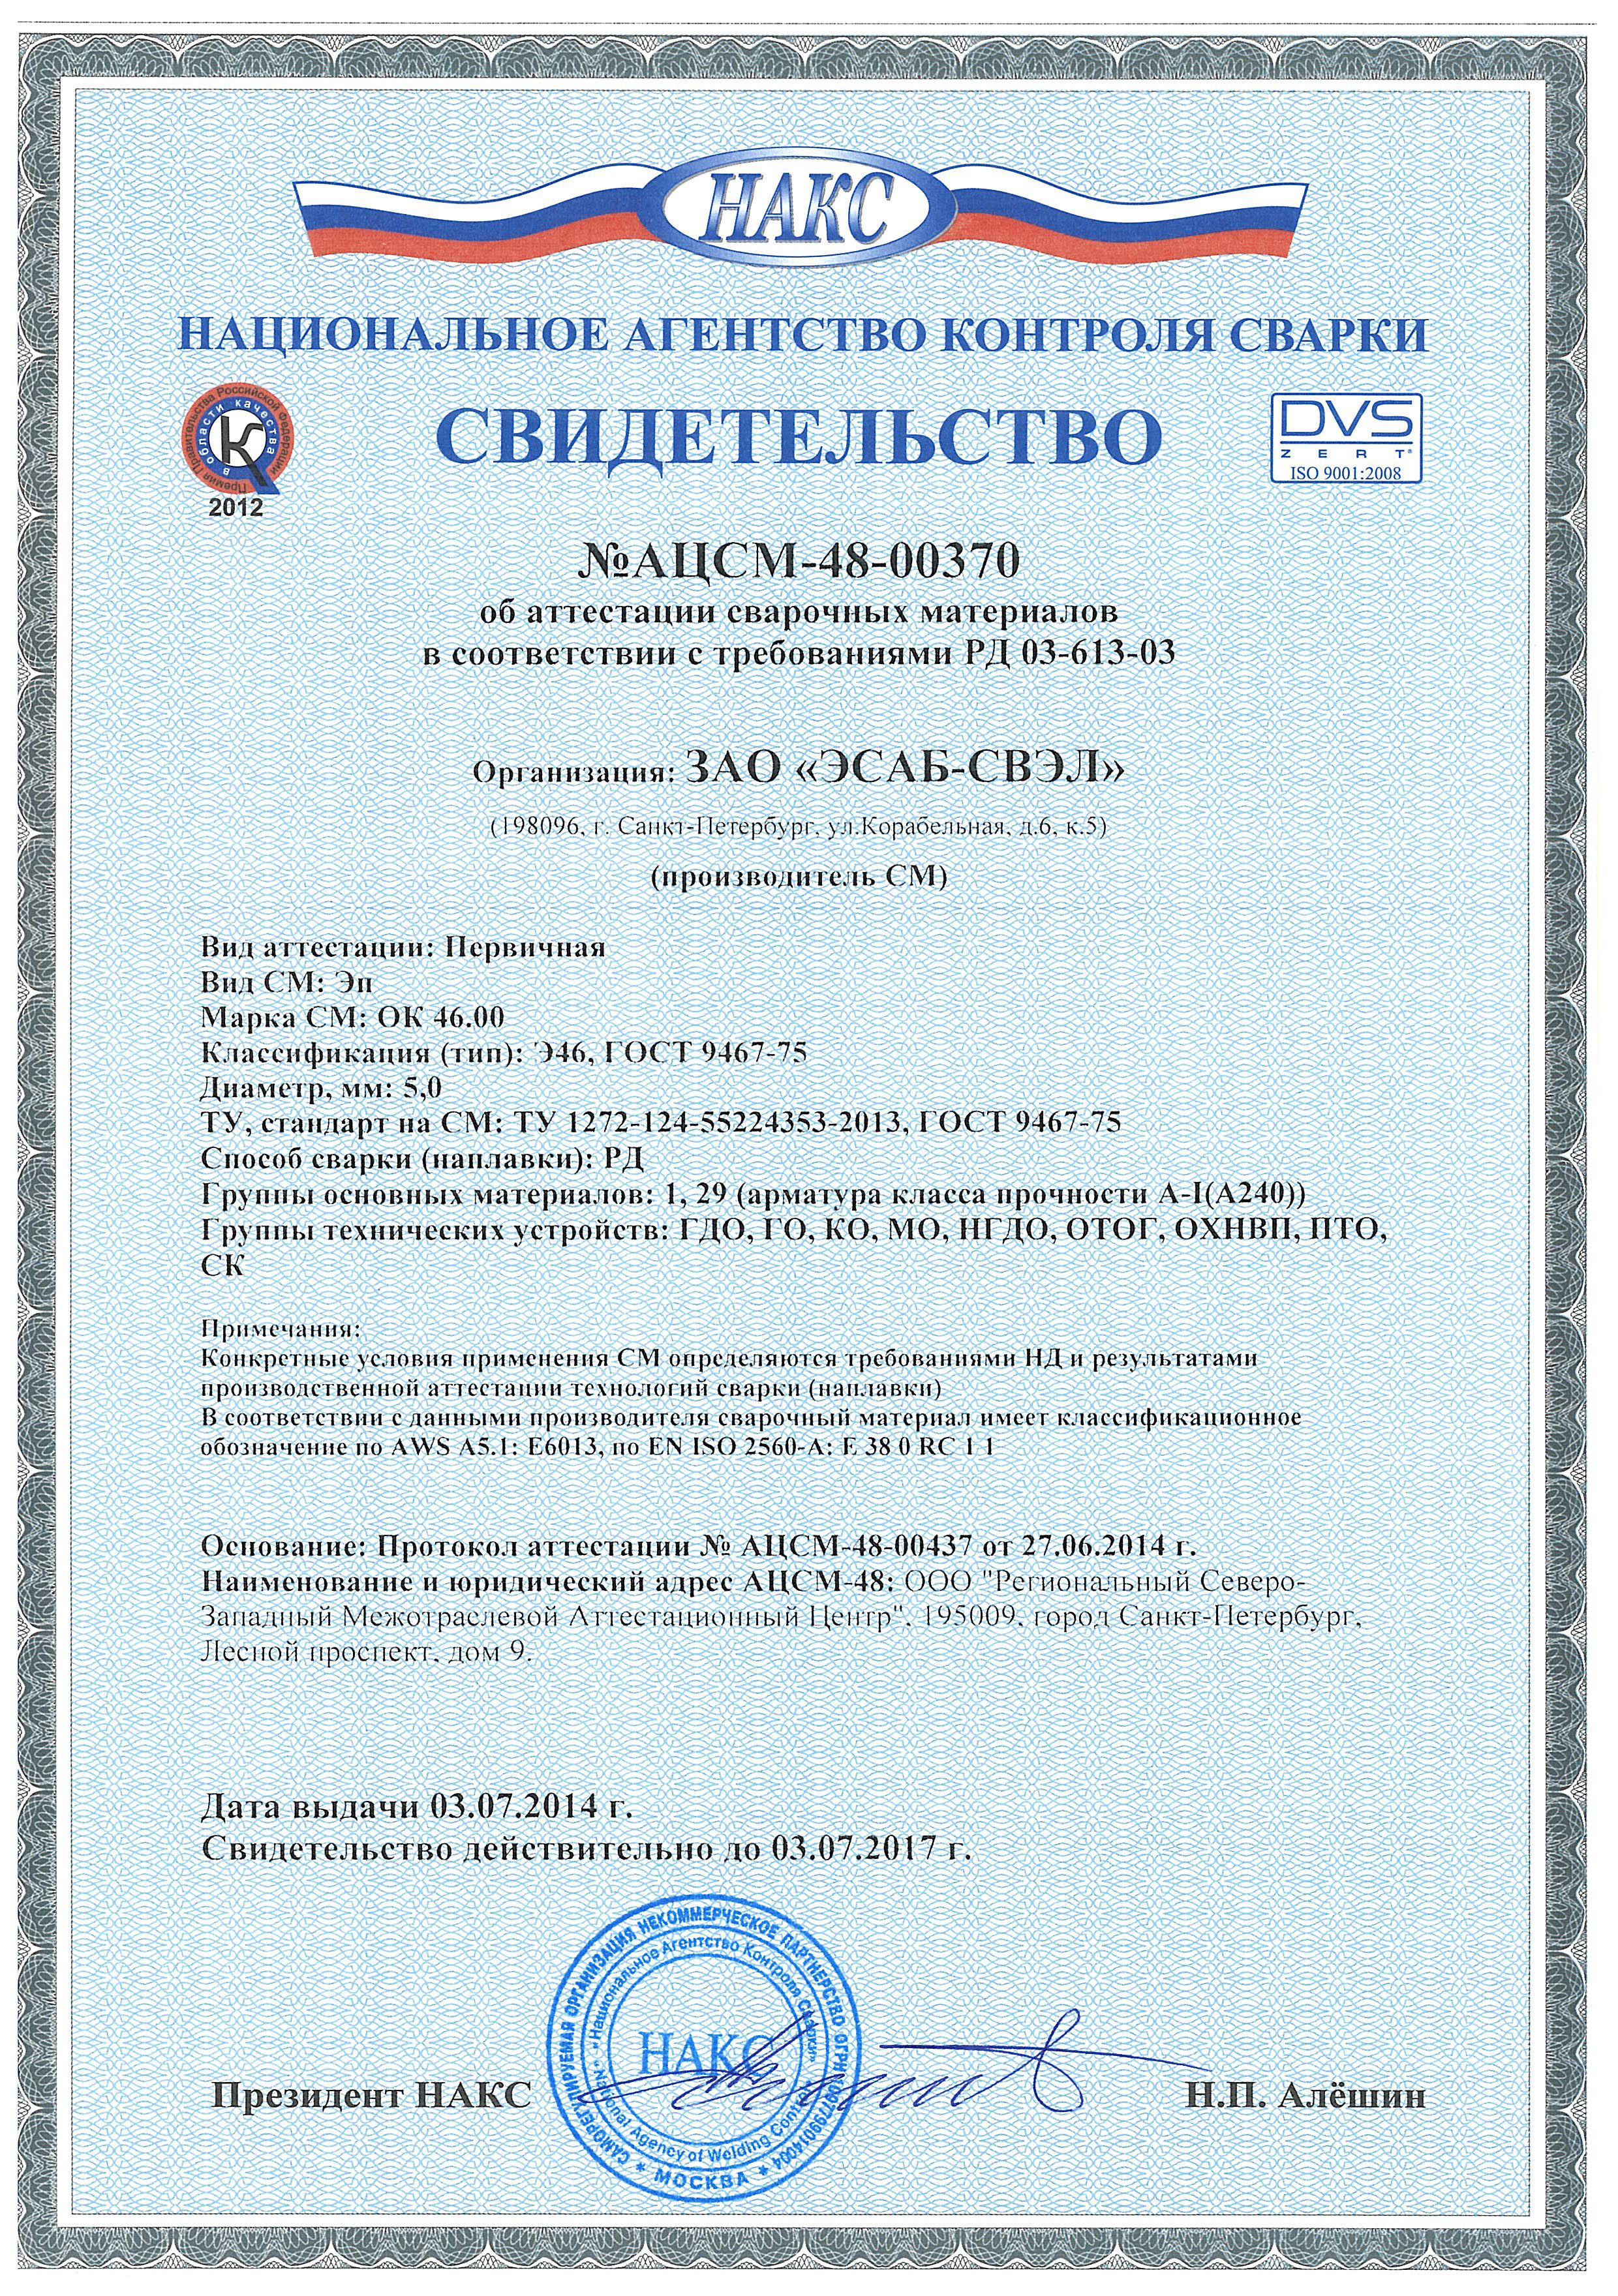 НАКС
НАЦИОНАЛЬНОЕ АГЕНТСТВО КОНТРОЛЯ СВАРКИ
Премия Правительства Российской Федерации
в области качества
2012
СВИДЕТЕЛЬСТВО
DVS
ZERT®
ISO 9001:2008
№АЦСМ-48-00370
об аттестации сварочных материалов
в соответствии с требованиями РД 03-613-03
Организация: ЗАО «ЭСАБ-СВЭЛ»
(198096, г. Санкт-Петербург, ул.Корабельная, д.6, к.5)
(производитель СМ)
Вид аттестации: Первичная
Вид СМ: Эп
Марка СМ: ОК 46.00
Классификация (тип): Э46, ГОСТ 9467-75
Диаметр, мм: 5,0
ТУ, стандарт на СМ: ТУ 1272-124-55224353-2013, ГОСТ 9467-75
Способ сварки (наплавки): РД
Группы основных материалов: 1, 29 (арматура класса прочности А-I(А240))
Группы технических устройств: ГДО, ГО, КО, МО, НГДО, ОТОГ, ОХНВП, ПТО,
СК
Примечания:
Конкретные условия применения СМ определяются требованиями НД и результатами
производственной аттестации технологий сварки (наплавки)
В соответствии с данными производителя сварочный материал имеет классификационное
обозначение по AWS A5.1: E6013, по EN ISO 2560-A: E 38 0 RC 1 1
Основание: Протокол аттестации № АЦСМ-48-00437 от 27.06.2014 г.
Наименование и юридический адрес АЦСМ-48: ООО "Региональный Северо-
Западный Межотраслевой Аттестационный Центр", 195009, город Санкт-Петербург,
Лесной проспект, дом 9.
Дата выдачи 03.07.2014 г.
Свидетельство действительно до 03.07.2017 г.
САМОРЕГУЛИРУЕМАЯ ОРГАНИЗАЦИЯ НЕКОММЕРЧЕСКОЕ ПАРТНЕРСТВО ОГРН 1097799014004
* МОСКВА *
«Национальное Агентство Контроля Сварки»
"National Agency of Welding Control"
НАКС
Президент НАКС
Н.П. Алёшин